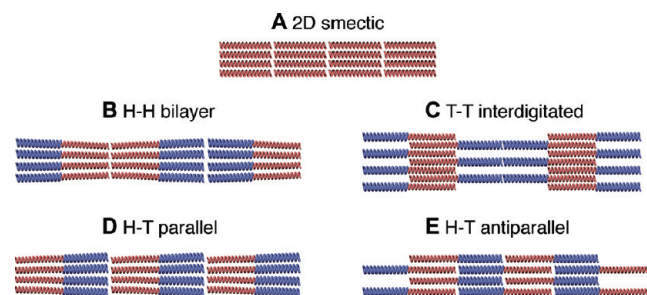 A 2D smectic
B H-H bilayer
C T-T interdigitated
D H-T parallel
E H-T antiparallel